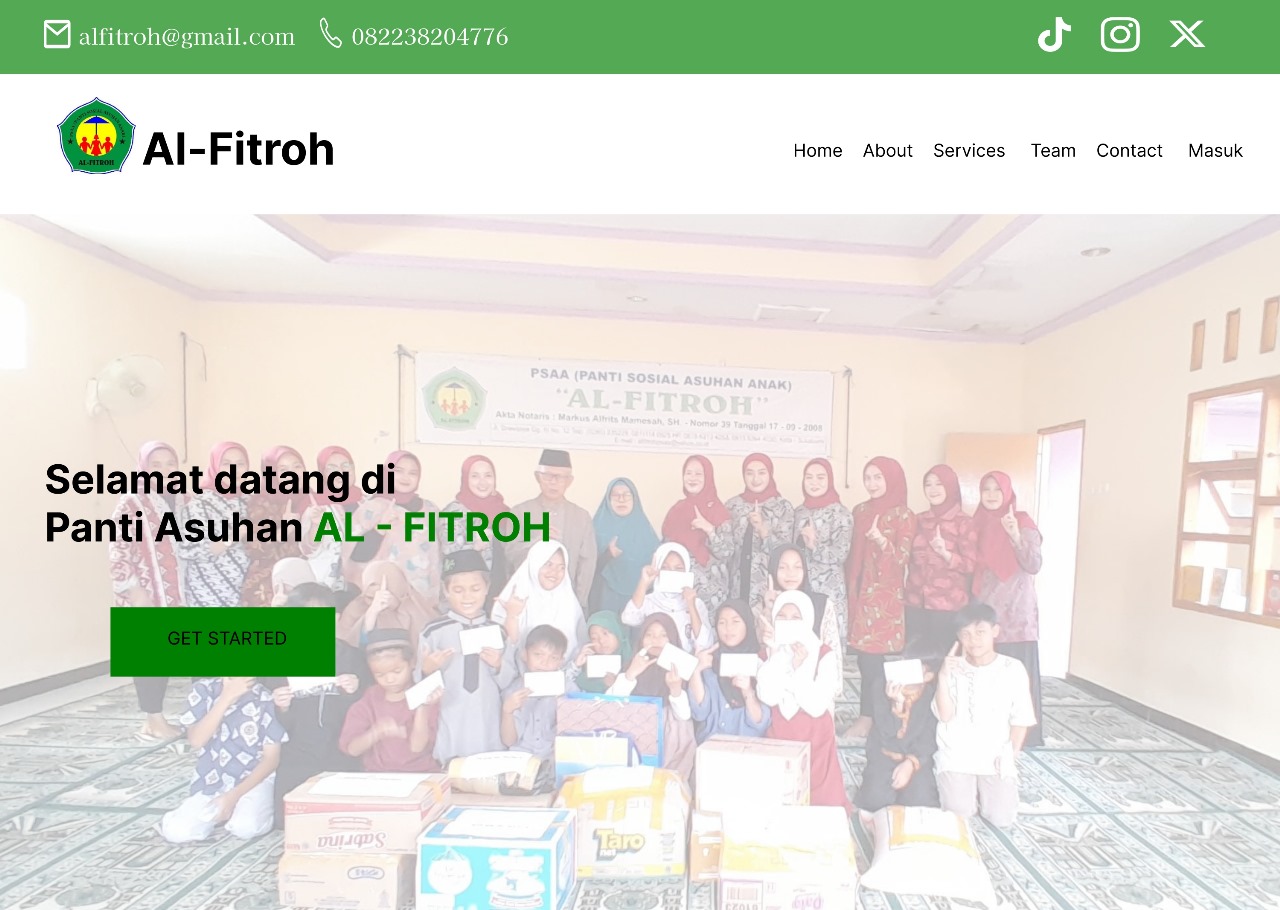 alfitroh@gmail.com 082238204776
AL-FITROH
Al-Fitroh
Home About Services Team Contact Masuk
PSAA (PANTI SOSIAL ASUHAN ANAK)
"AL-FITROH"
Akta Notaris : Markus Alfrits Mamesah, SH. - Nomor 39 Tanggal 17 - 09 - 2008
Selamat datang di
Panti Asuhan AL - FITROH
GET STARTED
Sabrina
Taro
net